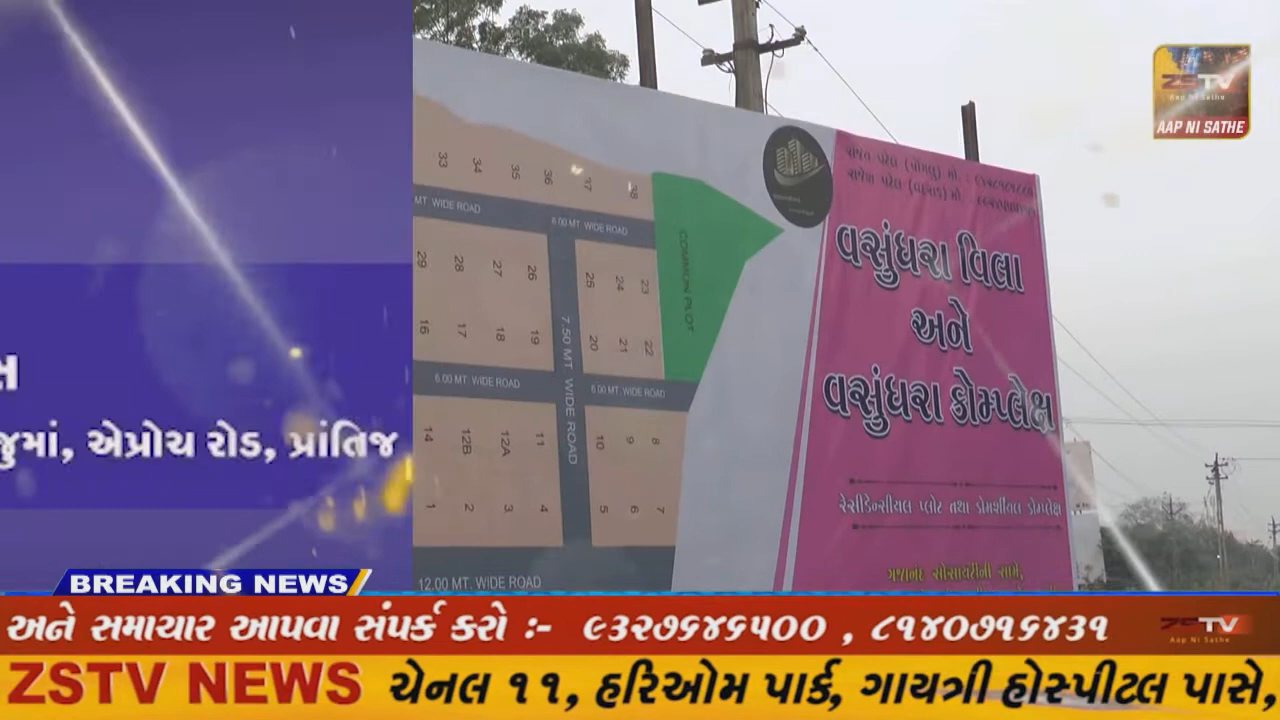 ZSTV
Aap Ni Sathe
AAP NI SATHE
33 34 35 36 37 38
MT. WIDE ROAD
6.00 MT. WIDE ROAD
29 28 27 26 25 24 23
COMMON PLOT
16 17 18 19 20 21 22
7.50 MT. WIDE ROAD
6.00 MT. WIDE ROAD
6.00 MT. WIDE ROAD
14 12B 12A 11 10 9 8
1 2 3 4 5 6 7
12.00 MT. WIDE ROAD
વસુંધરા વિલા
અને
વસુંધરા કોમ્પ્લેક્ષ
રેસીડેન્સીયલ પ્લોટ તથા કોમર્શીયલ કોમ્પ્લેક્ષ
ગજાનંદ સોસાયટીની સામે,
જુમાં, એપ્રોચ રોડ, પ્રાંતિજ
BREAKING NEWS
અને સમાચાર આપવા સંપર્ક કરો :- ૯૩૨૭૬૪૬૫૦૦ , ૮૧૪૦૭૧૬૪૩૧
ZSTV
Aap Ni Sathe
ZSTV NEWS
ચેનલ ૧૧, હરિઓમ પાર્ક, ગાયત્રી હોસ્પીટલ પાસે,